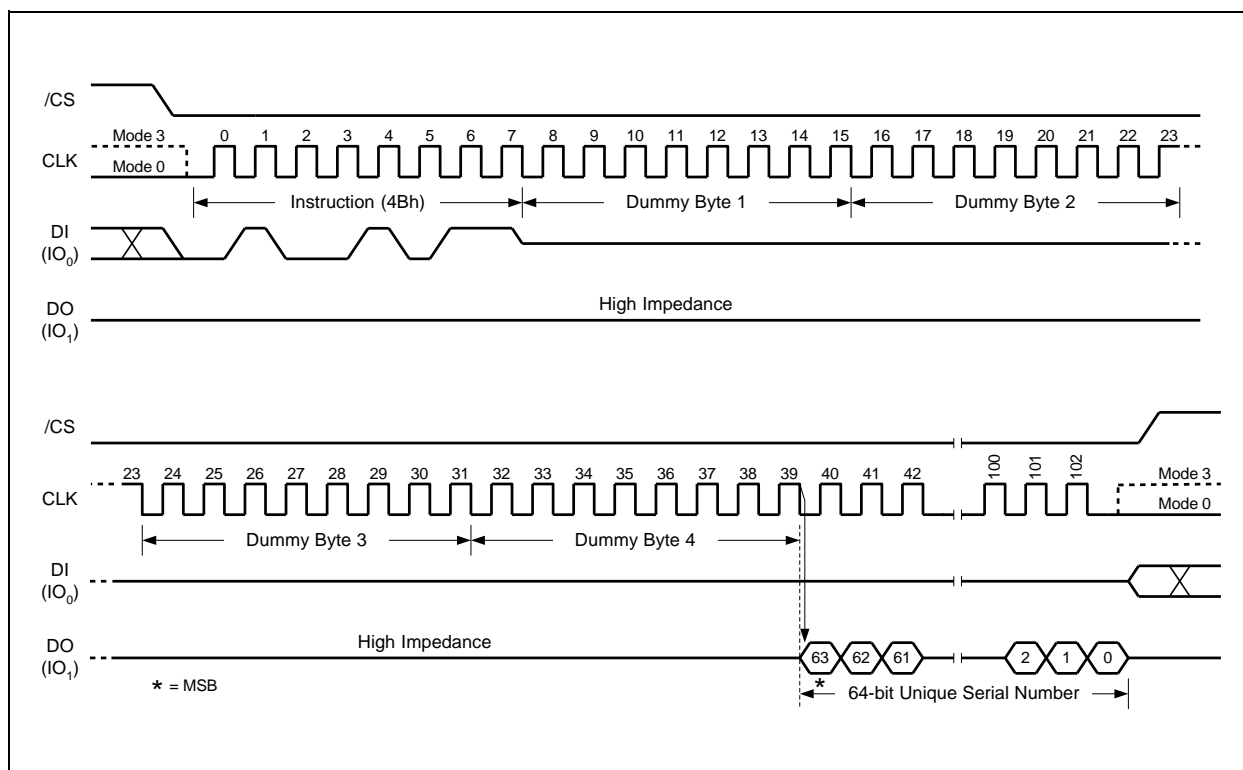 /CS
Mode 3
0 1 2 3 4 5 6 7 8 9 10 11 12 13 14 15 16 17 18 19 20 21 22 23
CLK
Mode 0
Instruction (4Bh)
Dummy Byte 1
Dummy Byte 2
DI
(IO0)
High Impedance
DO
(IO1)
/CS
23 24 25 26 27 28 29 30 31 32 33 34 35 36 37 38 39 40 41 42 100 101 102
Mode 3
CLK
Mode 0
Dummy Byte 3
Dummy Byte 4
DI
(IO0)
High Impedance
DO
(IO1)
63 62 61 2 1 0
* = MSB
*
64-bit Unique Serial Number